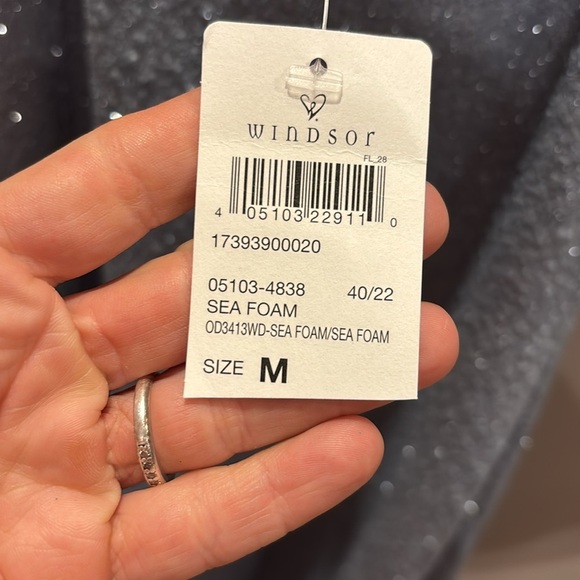 WINDSOR
FL_28
4 05103 22911 0
17393900020
05103-4838 40/22
SEA FOAM
OD3413WD-SEA FOAM/SEA FOAM
SIZE M